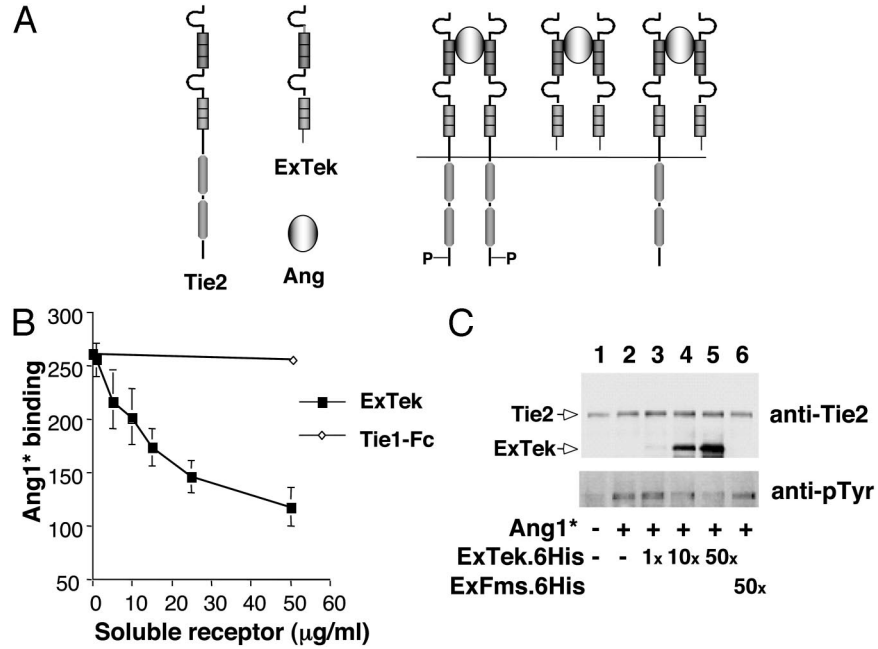 A
ExTek
Tie2
Ang
P
P
B
300
250
200
150
100
50
Ang1* binding
0 10 20 30 40 50 60
Soluble receptor (μg/ml)
ExTek
Tie1-Fc
C
1 2 3 4 5 6
Tie2
anti-Tie2
ExTek
anti-pTyr
Ang1* - + + + + +
ExTek.6His - - 1x 10x 50x
ExFms.6His 50x